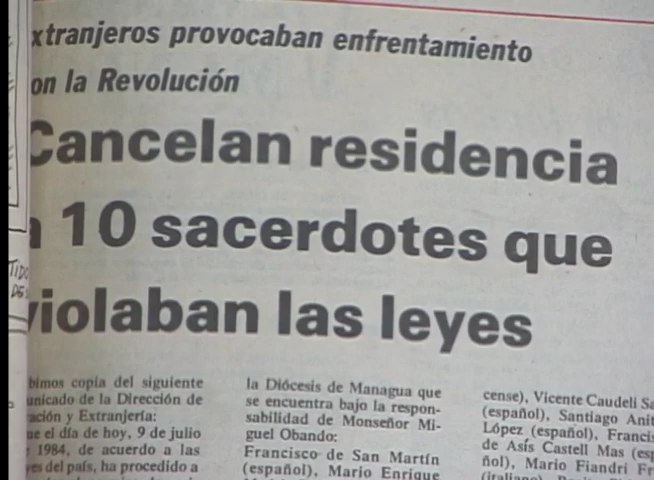 xtranjeros provocaban enfrentamiento
on la Revolución
Cancelan residencia
a 10 sacerdotes que
violaban las leyes
TIDO
DS
bimos copia del siguiente
unicado de la Dirección de
ación y Extranjería:
ue el día de hoy, 9 de julio
1984, de acuerdo a las
es del país, ha procedido a
la Diócesis de Managua que
se encuentra bajo la respon-
sabilidad de Monseñor Mi-
guel Obando:
Francisco de San Martín
(español), Mario Enrique
cense), Vicente Caudeli Sa
(español), Santiago Anit
López (español), Francis
de Asís Castell Mas (esp
ñol), Mario Fiandri Fr